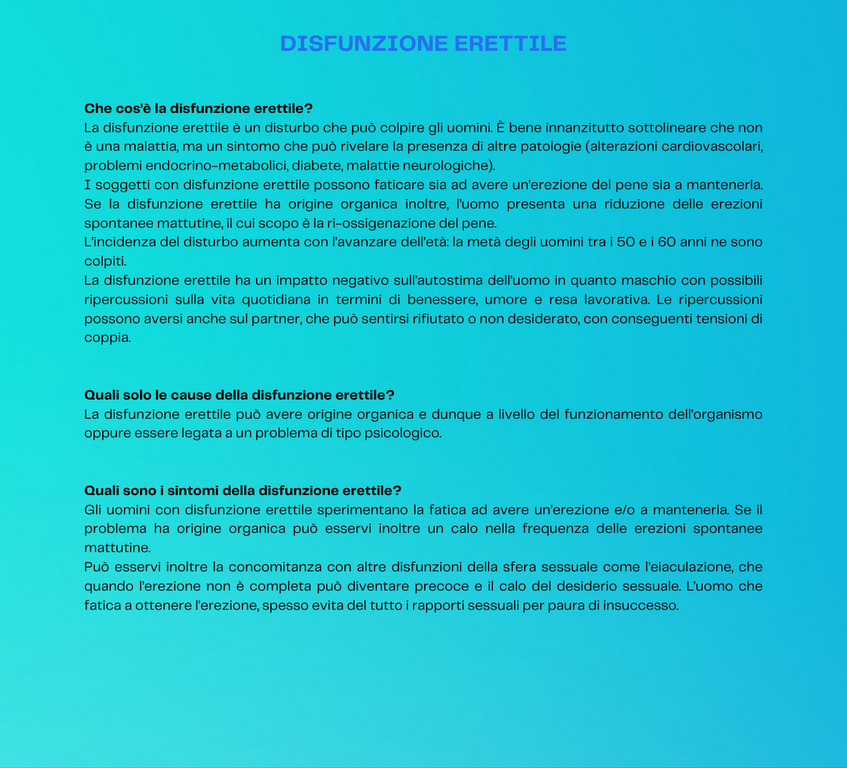 DISFUNZIONE ERETTILE
Che cos'è la disfunzione erettile?
La disfunzione erettile è un disturbo che può colpire gli uomini. È bene innanzitutto sottolineare che non
è una malattia, ma un sintomo che può rivelare la presenza di altre patologie (alterazioni cardiovascolari,
problemi endocrino-metabolici, diabete, malattie neurologiche).
I soggetti con disfunzione erettile possono faticare sia ad avere un'erezione del pene sia a mantenerla.
Se la disfunzione erettile ha origine organica inoltre, l'uomo presenta una riduzione delle erezioni
spontanee mattutine, il cui scopo è la ri-ossigenazione del pene.
L'incidenza del disturbo aumenta con l'avanzare dell'età: la metà degli uomini tra i 50 e i 60 anni ne sono
colpiti.
La disfunzione erettile ha un impatto negativo sull'autostima dell'uomo in quanto maschio con possibili
ripercussioni sulla vita quotidiana in termini di benessere, umore e resa lavorativa. Le ripercussioni
possono aversi anche sul partner, che può sentirsi rifiutato o non desiderato, con conseguenti tensioni di
coppia.
Quali solo le cause della disfunzione erettile?
La disfunzione erettile può avere origine organica e dunque a livello del funzionamento dell'organismo
oppure essere legata a un problema di tipo psicologico.
Quali sono i sintomi della disfunzione erettile?
Gli uomini con disfunzione erettile sperimentano la fatica ad avere un'erezione e/o a mantenerla. Se il
problema ha origine organica può esservi inoltre un calo nella frequenza delle erezioni spontanee
mattutine.
Può esservi inoltre la concomitanza con altre disfunzioni della sfera sessuale come l'eiaculazione, che
quando l'erezione non è completa può diventare precoce e il calo del desiderio sessuale. L'uomo che
fatica a ottenere l'erezione, spesso evita del tutto i rapporti sessuali per paura di insuccesso.